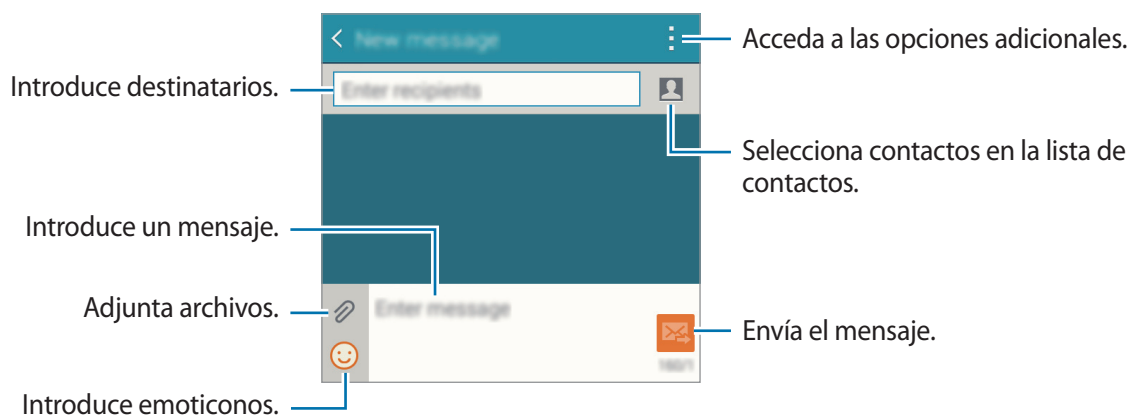 New message
Acceda a las opciones adicionales.
Introduce destinatarios.
Enter recipients
Selecciona contactos en la lista de
contactos.
Introduce un mensaje.
Adjunta archivos.
Enter message
Envía el mensaje.
160/1
Introduce emoticonos.